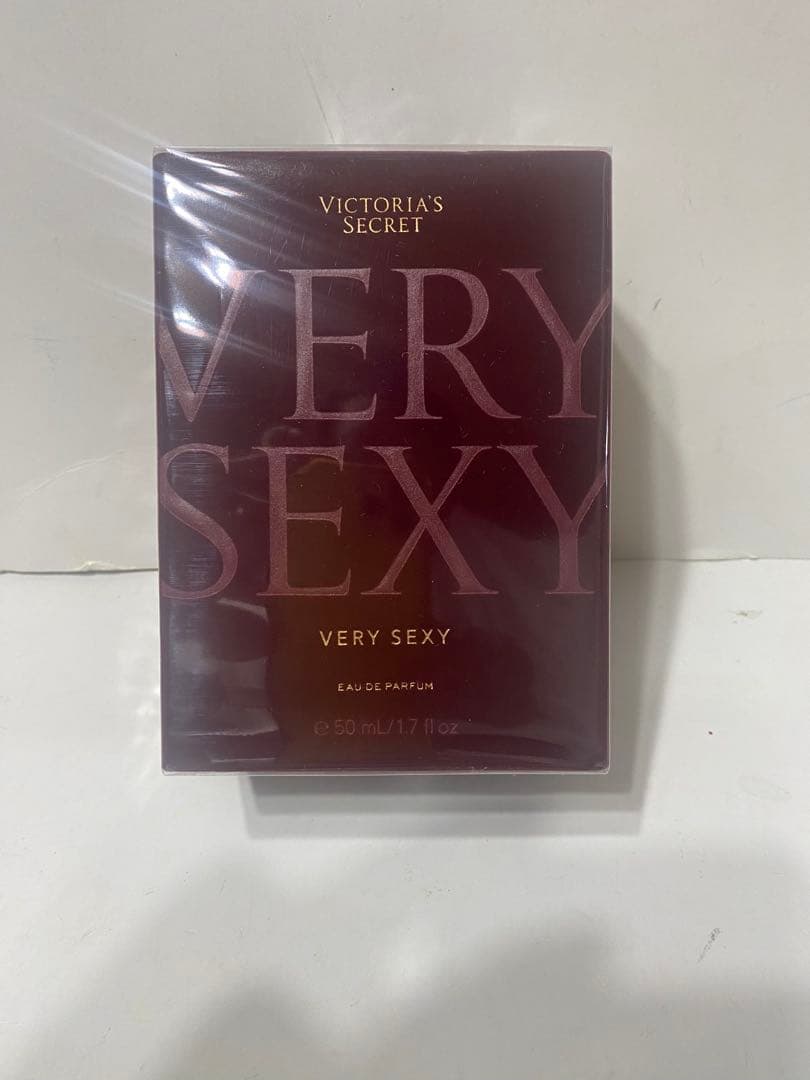 VICTORIA'S
SECRET
VERY
SEXY
VERY SEXY
EAU DE PARFUM
℮ 50 mL/1.7 fl oz